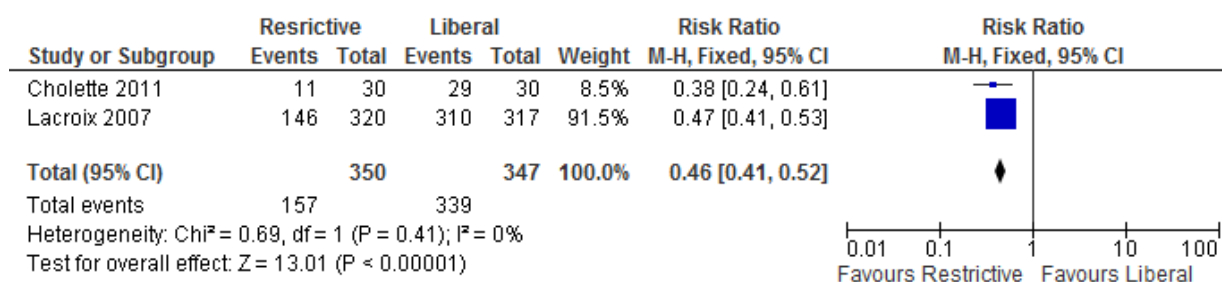 Resrictive Liberal Risk Ratio Risk Ratio
Study or Subgroup Events Total Events Total Weight M-H, Fixed, 95% CI M-H, Fixed, 95% CI
Cholette 2011 11 30 29 30 8.5% 0.38 [0.24, 0.61]
Lacroix 2007 146 320 310 317 91.5% 0.47 [0.41, 0.53]
Total (95% CI) 350 347 100.0% 0.46 [0.41, 0.52]
Total events 157 339
Heterogeneity: Chi² = 0.69, df = 1 (P = 0.41); I² = 0%
Test for overall effect: Z = 13.01 (P < 0.00001)
0.01 0.1 1 10 100
Favours Restrictive Favours Liberal